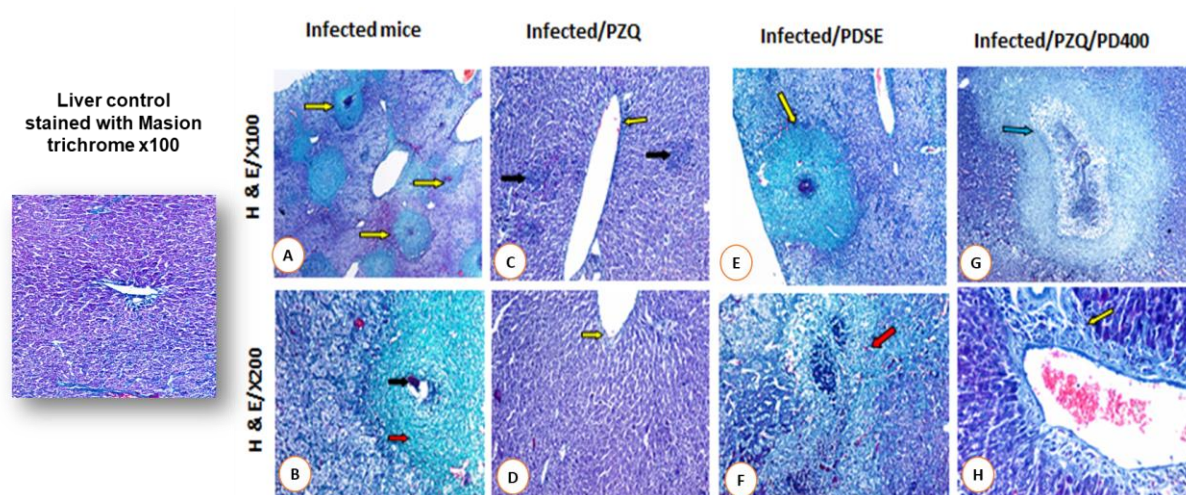 Infected mice
Infected/PZQ
Infected/PDSE
Infected/PZQ/PD400
Liver control
stained with Masion
trichrome x100
H & E/X100
A
C
E
G
H & E/X200
B
D
F
H